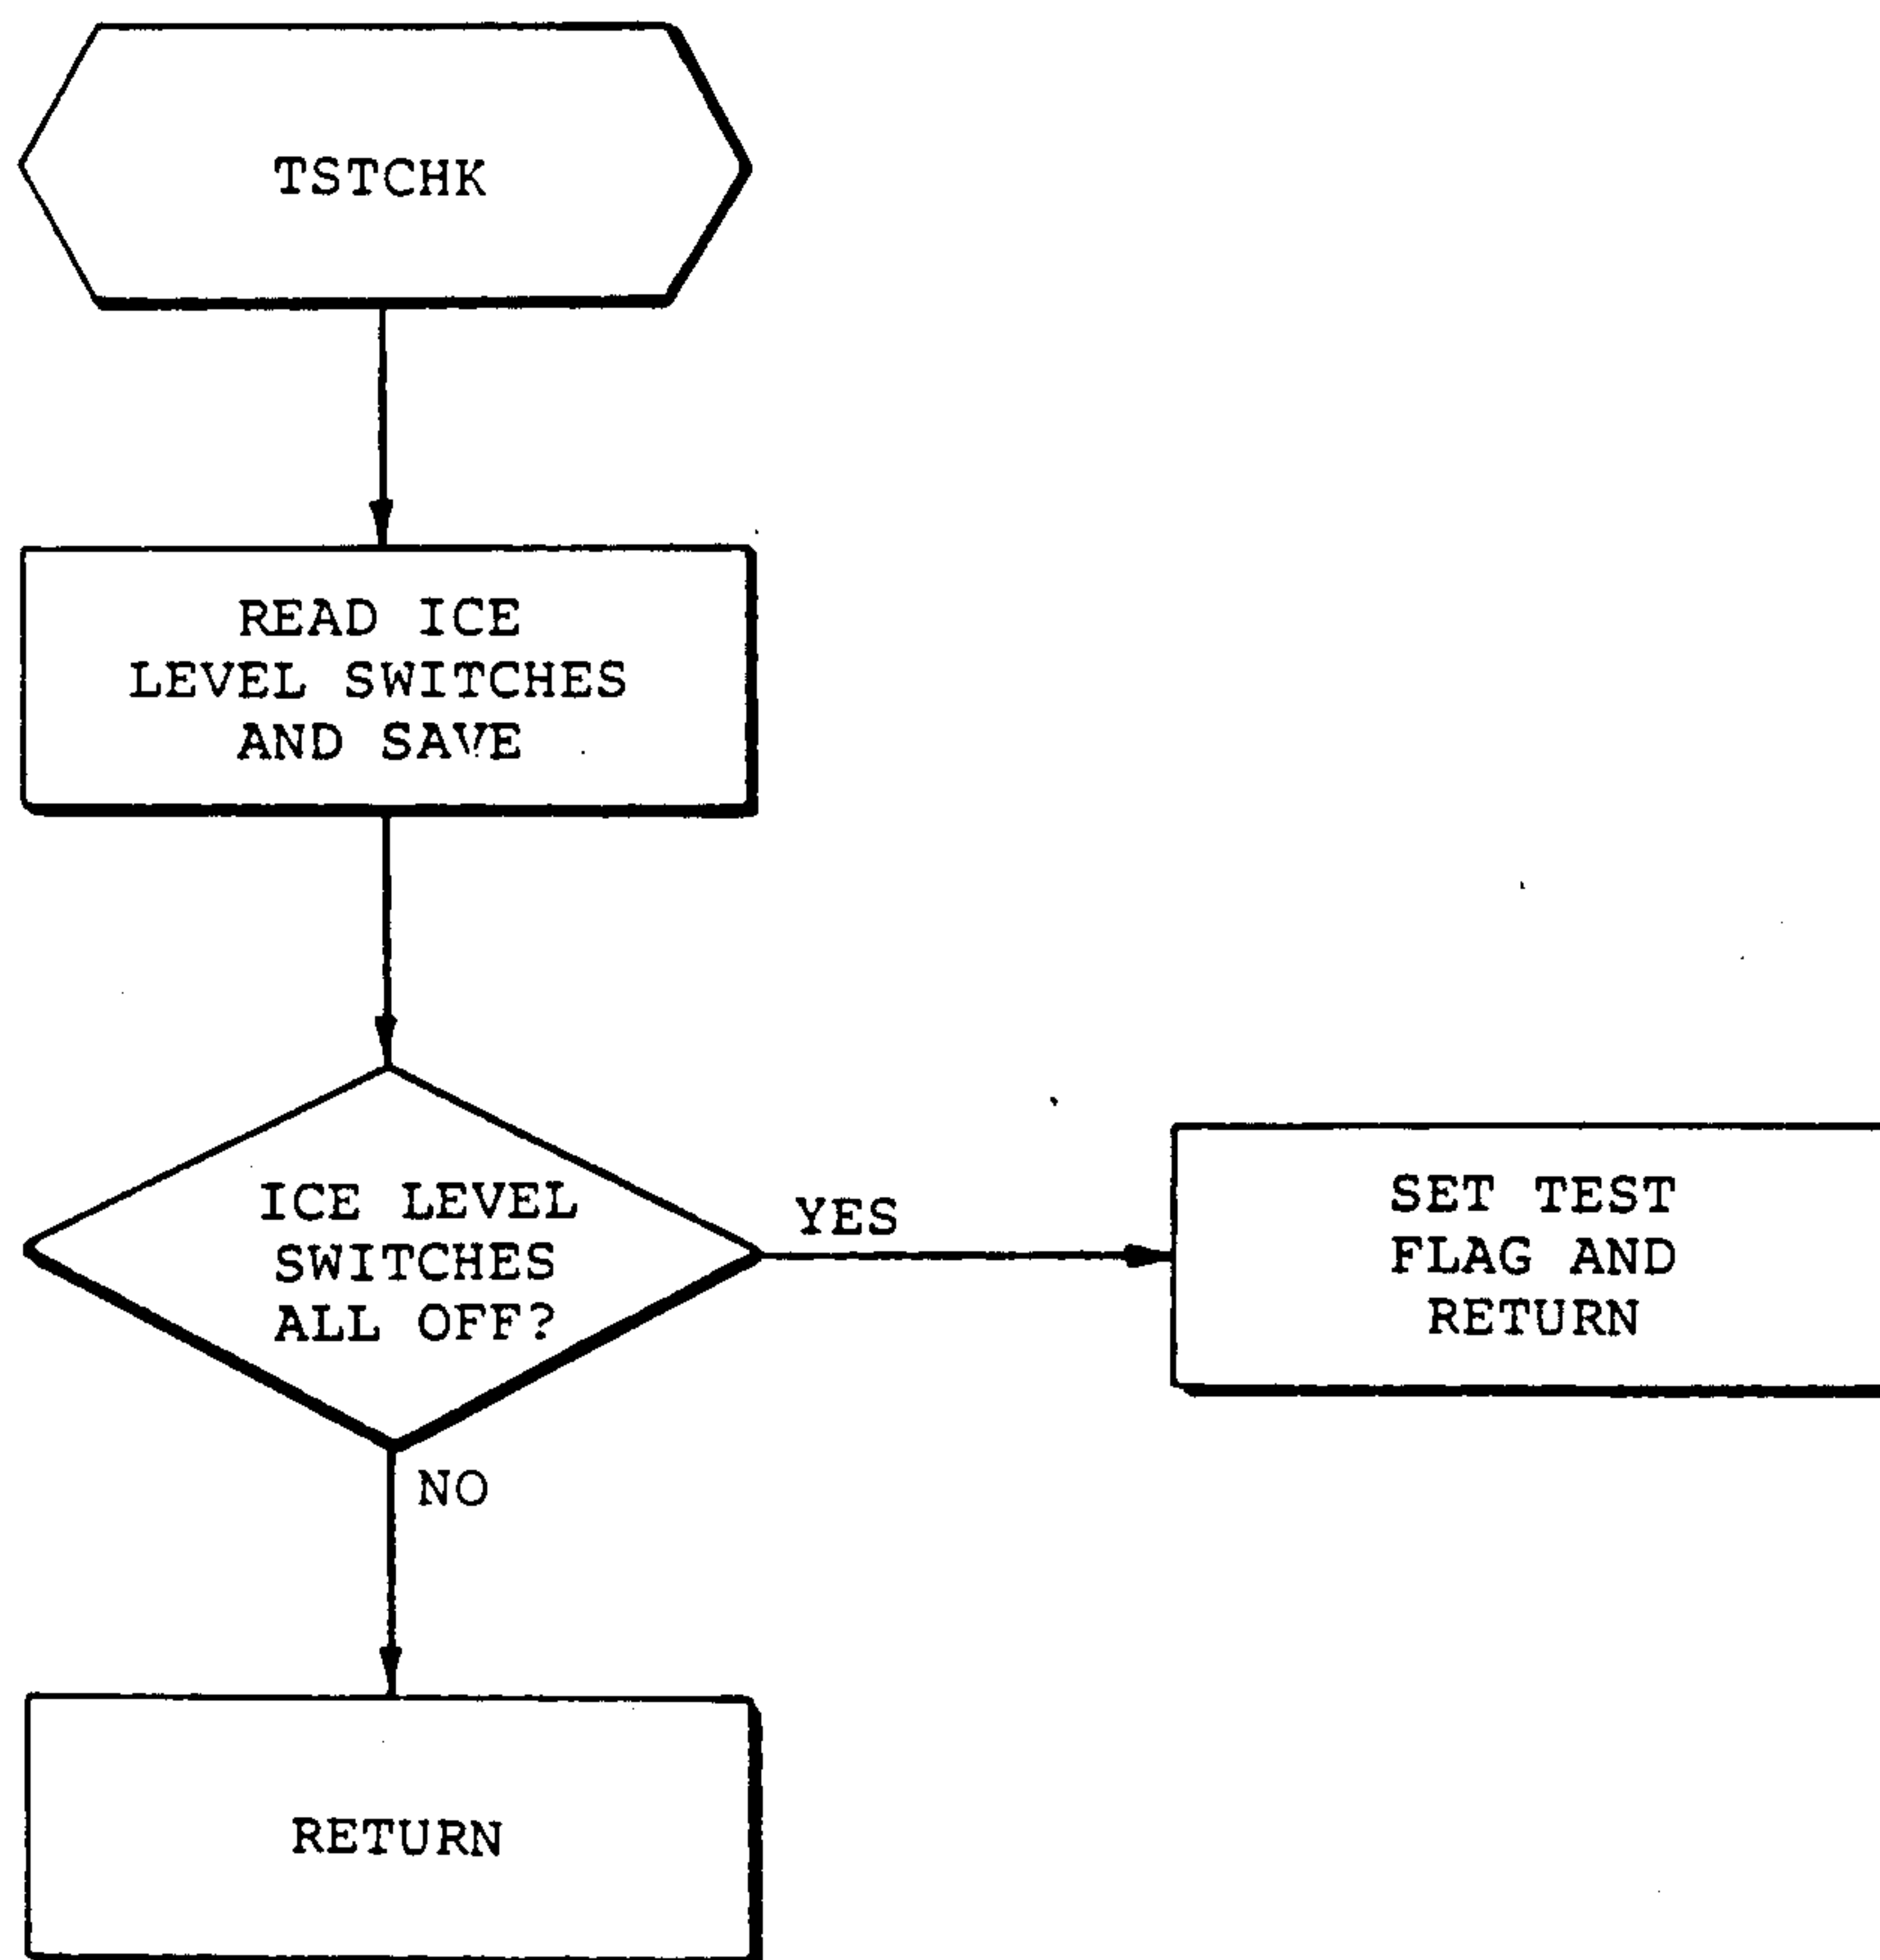 TSTCHK
READ ICE
LEVEL SWITCHES
AND SAVE
ICE LEVEL
SWITCHES
ALL OFF?
YES
SET TEST
FLAG AND
RETURN
NO
RETURN